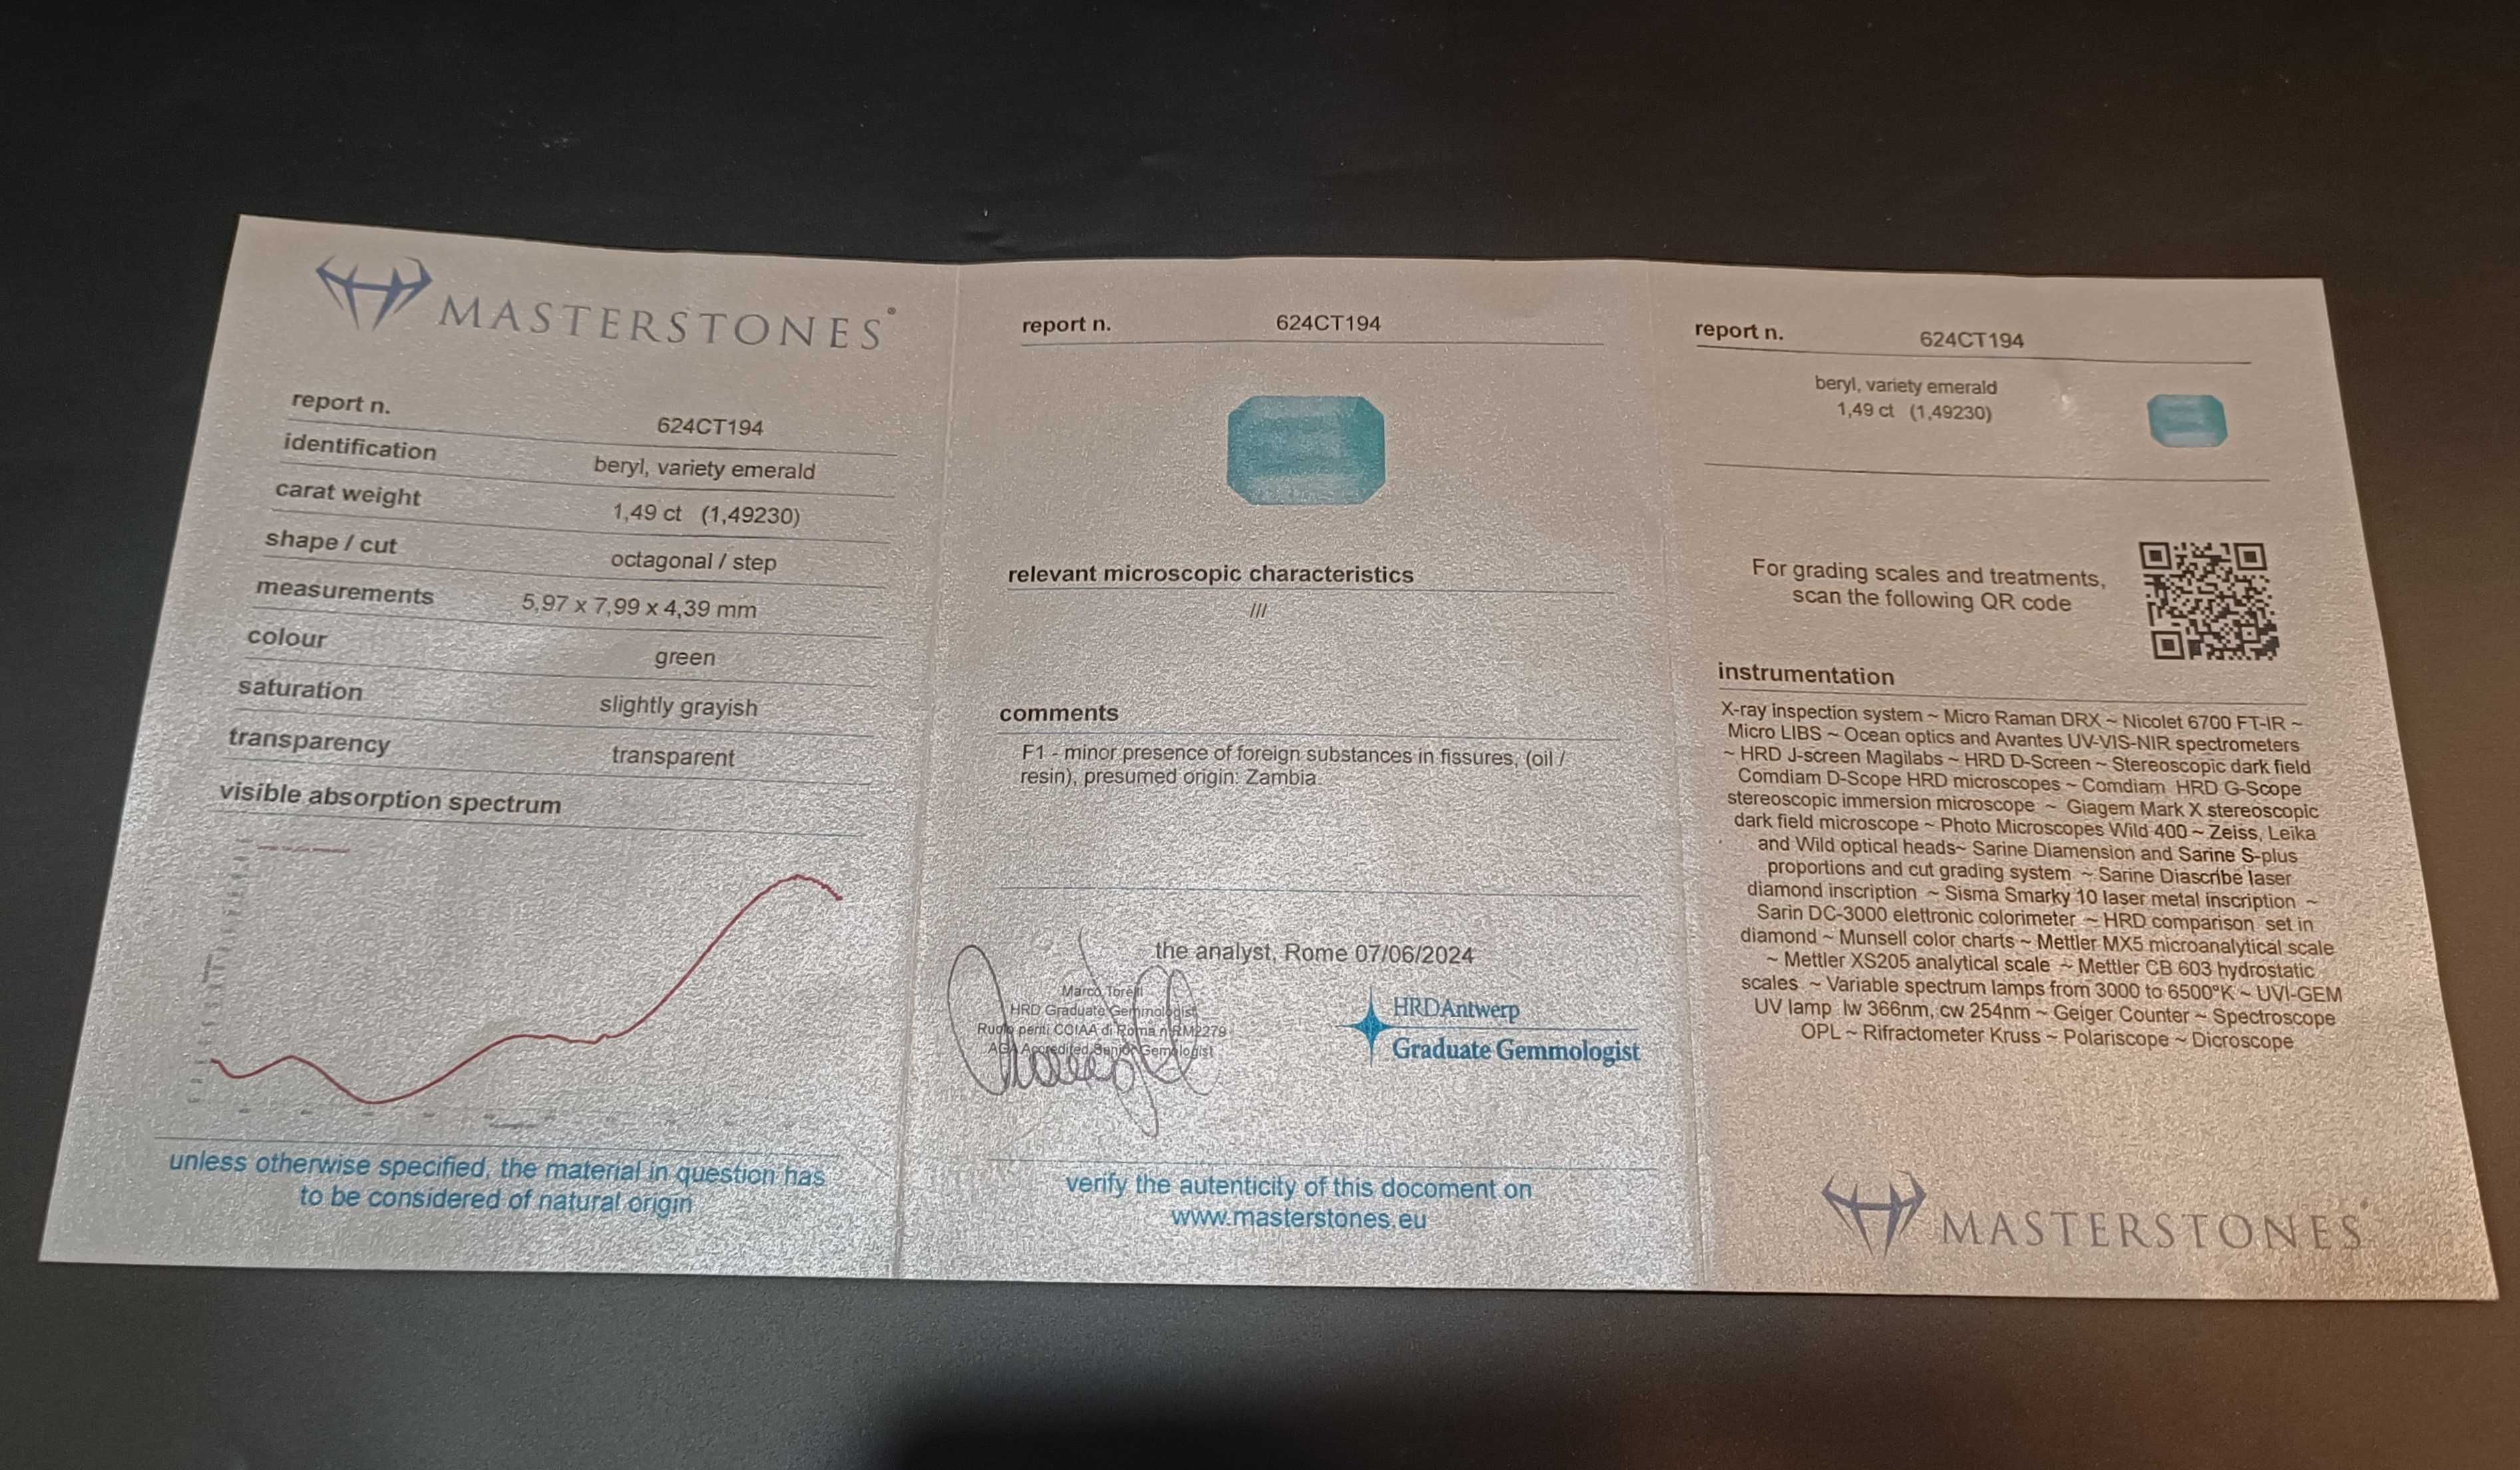 MASTERSTONES®
report n. 624CT194
identification beryl, variety emerald
carat weight 1,49 ct (1,49230)
shape / cut octagonal / step
measurements 5,97 x 7,99 x 4,39 mm
colour green
saturation slightly grayish
transparency transparent
visible absorption spectrum
unless otherwise specified, the material in question has
to be considered of natural origin
report n. 624CT194
relevant microscopic characteristics
///
comments
F1 - minor presence of foreign substances in fissures, (oil /
resin), presumed origin: Zambia.
the analyst, Rome 07/06/2024
Marco Torelli
HRD Graduate Gemmologist
Ruolo periti CCIAA di Roma n RM2279
Accredited Senior Gemologist
HRDAntwerp
Graduate Gemmologist
verify the autenticity of this document on
www.masterstones.eu
report n. 624CT194
beryl, variety emerald
1,49 ct (1,49230)
For grading scales and treatments,
scan the following QR code
instrumentation
X-ray inspection system ~ Micro Raman DRX ~ Nicolet 6700 FT-IR ~
Micro LIBS ~ Ocean optics and Avantes UV-VIS-NIR spectrometers
~ HRD J-screen Magilabs ~ HRD D-Screen ~ Stereoscopic dark field
Comdiam D-Scope HRD microscopes ~ Comdiam HRD G-Scope
stereoscopic immersion microscope ~ Giagem Mark X stereoscopic
dark field microscope ~ Photo Microscopes Wild 400 ~ Zeiss, Leika
and Wild optical heads~ Sarine Diamension and Sarine S-plus
proportions and cut grading system ~ Sarine Diascribe laser
diamond inscription ~ Sisma Smarky 10 laser metal inscription ~
Sarin DC-3000 elettronic colorimeter ~ HRD comparison set in
diamond ~ Munsell color charts ~ Mettler MX5 microanalytical scale
~ Mettler XS205 analytical scale ~ Mettler CB 603 hydrostatic
scales ~ Variable spectrum lamps from 3000 to 6500°K ~ UVI-GEM
UV lamp lw 366nm, cw 254nm ~ Geiger Counter ~ Spectroscope
OPL ~ Rifractometer Kruss ~ Polariscope ~ Dicroscope
MASTERSTONES®